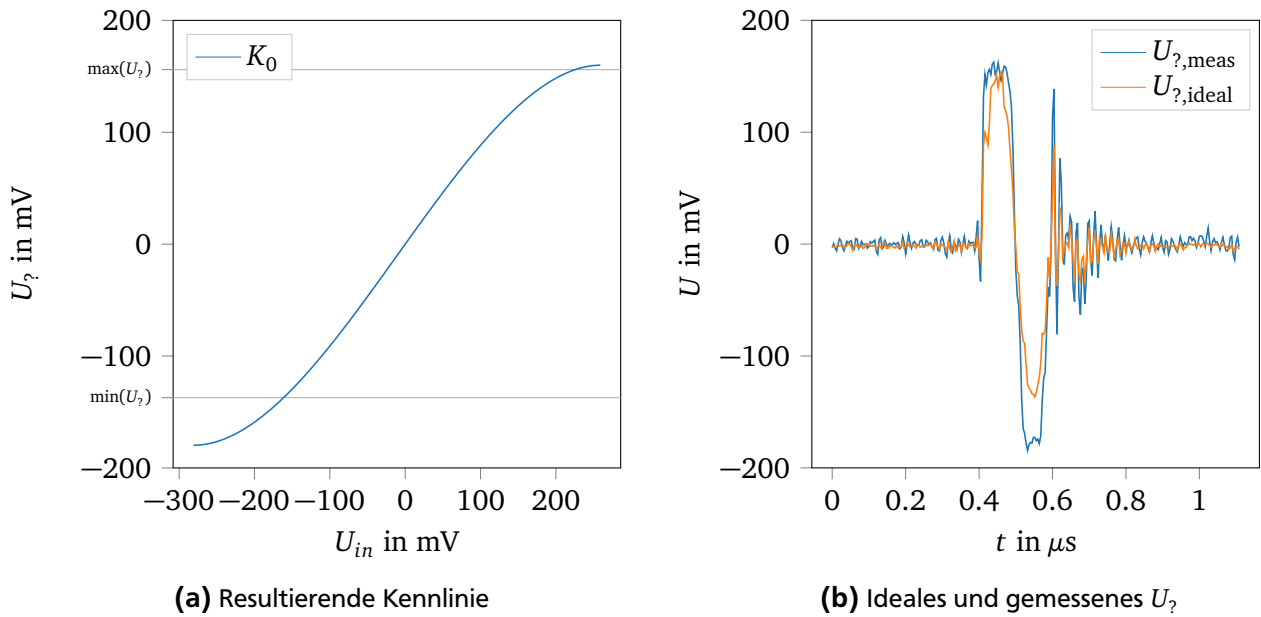 200
100
0
−100
−200
max(U?)
min(U?)
U? in mV
K0
−300 −200 −100 0 100 200
Uin in mV
(a) Resultierende Kennlinie
200
100
0
−100
−200
U in mV
U?,meas
U?,ideal
0 0.2 0.4 0.6 0.8 1
t in μs
(b) Ideales und gemessenes U?